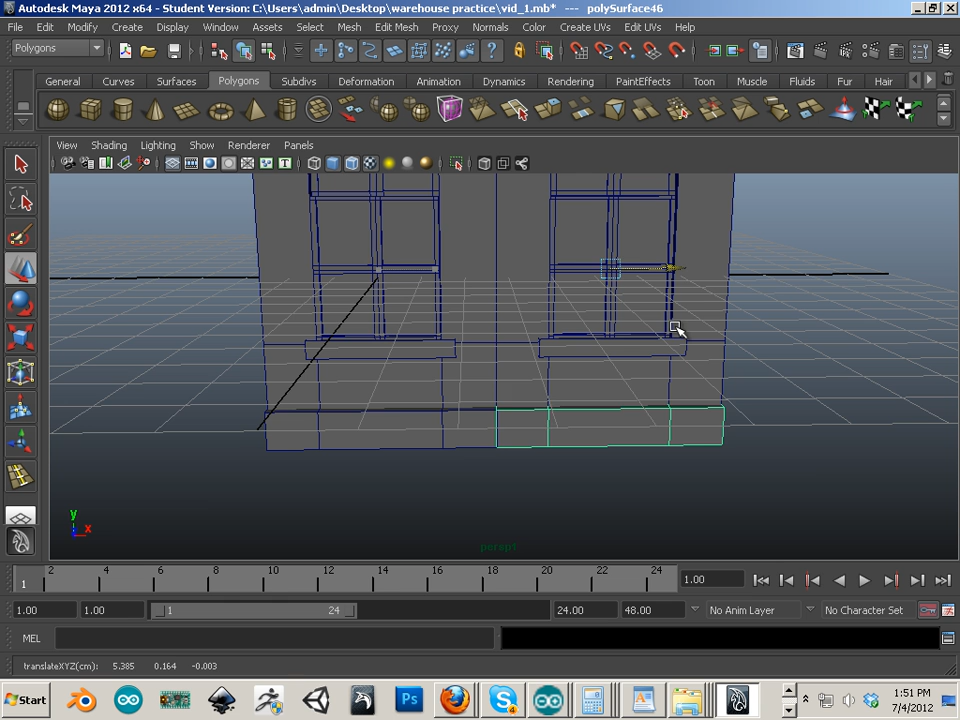 Autodesk Maya 2012 x64 - Student Version: C:\Users\admin\Desktop\warehouse practice\vid_1.mb* --- polySurface46
File Edit Modify Create Display Window Assets Select Mesh Edit Mesh Proxy Normals Color Create UVs Edit UVs Help
Polygons
General Curves Surfaces Polygons Subdivs Deformation Animation Dynamics Rendering PaintEffects Toon Muscle Fluids Fur Hair
View Shading Lighting Show Renderer Panels
y
x
persp1
1 2 4 6 8 10 12 14 16 18 20 22 24 1.00
1.00 1.00 1 24 24.00 48.00 No Anim Layer No Character Set
MEL
translateXYZ(cm): 5.385 0.164 -0.003
Start Ps 1:51 PM
7/4/2012